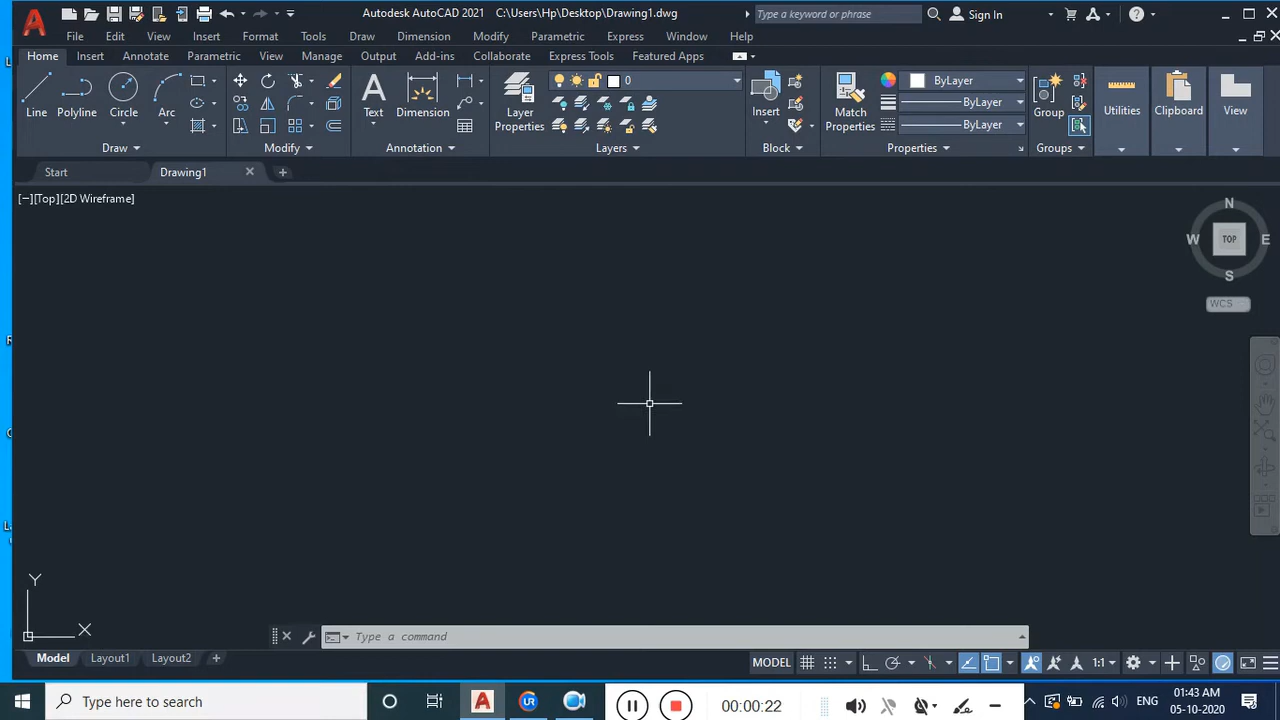 Autodesk AutoCAD 2021 C:\Users\Hp\Desktop\Drawing1.dwg Type a keyword or phrase Sign In
File Edit View Insert Format Tools Draw Dimension Modify Parametric Express Window Help
Home Insert Annotate Parametric View Manage Output Add-ins Collaborate Express Tools Featured Apps
Line Polyline Circle Arc Text Dimension Layer Properties 0 Insert Match Properties ByLayer Group Utilities Clipboard View
ByLayer
ByLayer
Draw Modify Annotation Layers Block Properties Groups
Start Drawing1
[−][Top][2D Wireframe]
N
W TOP E
S
WCS
Y
X
Type a command
Model Layout1 Layout2 MODEL 1:1
Type here to search 00:00:22 ENG 01:43 AM
05-10-2020